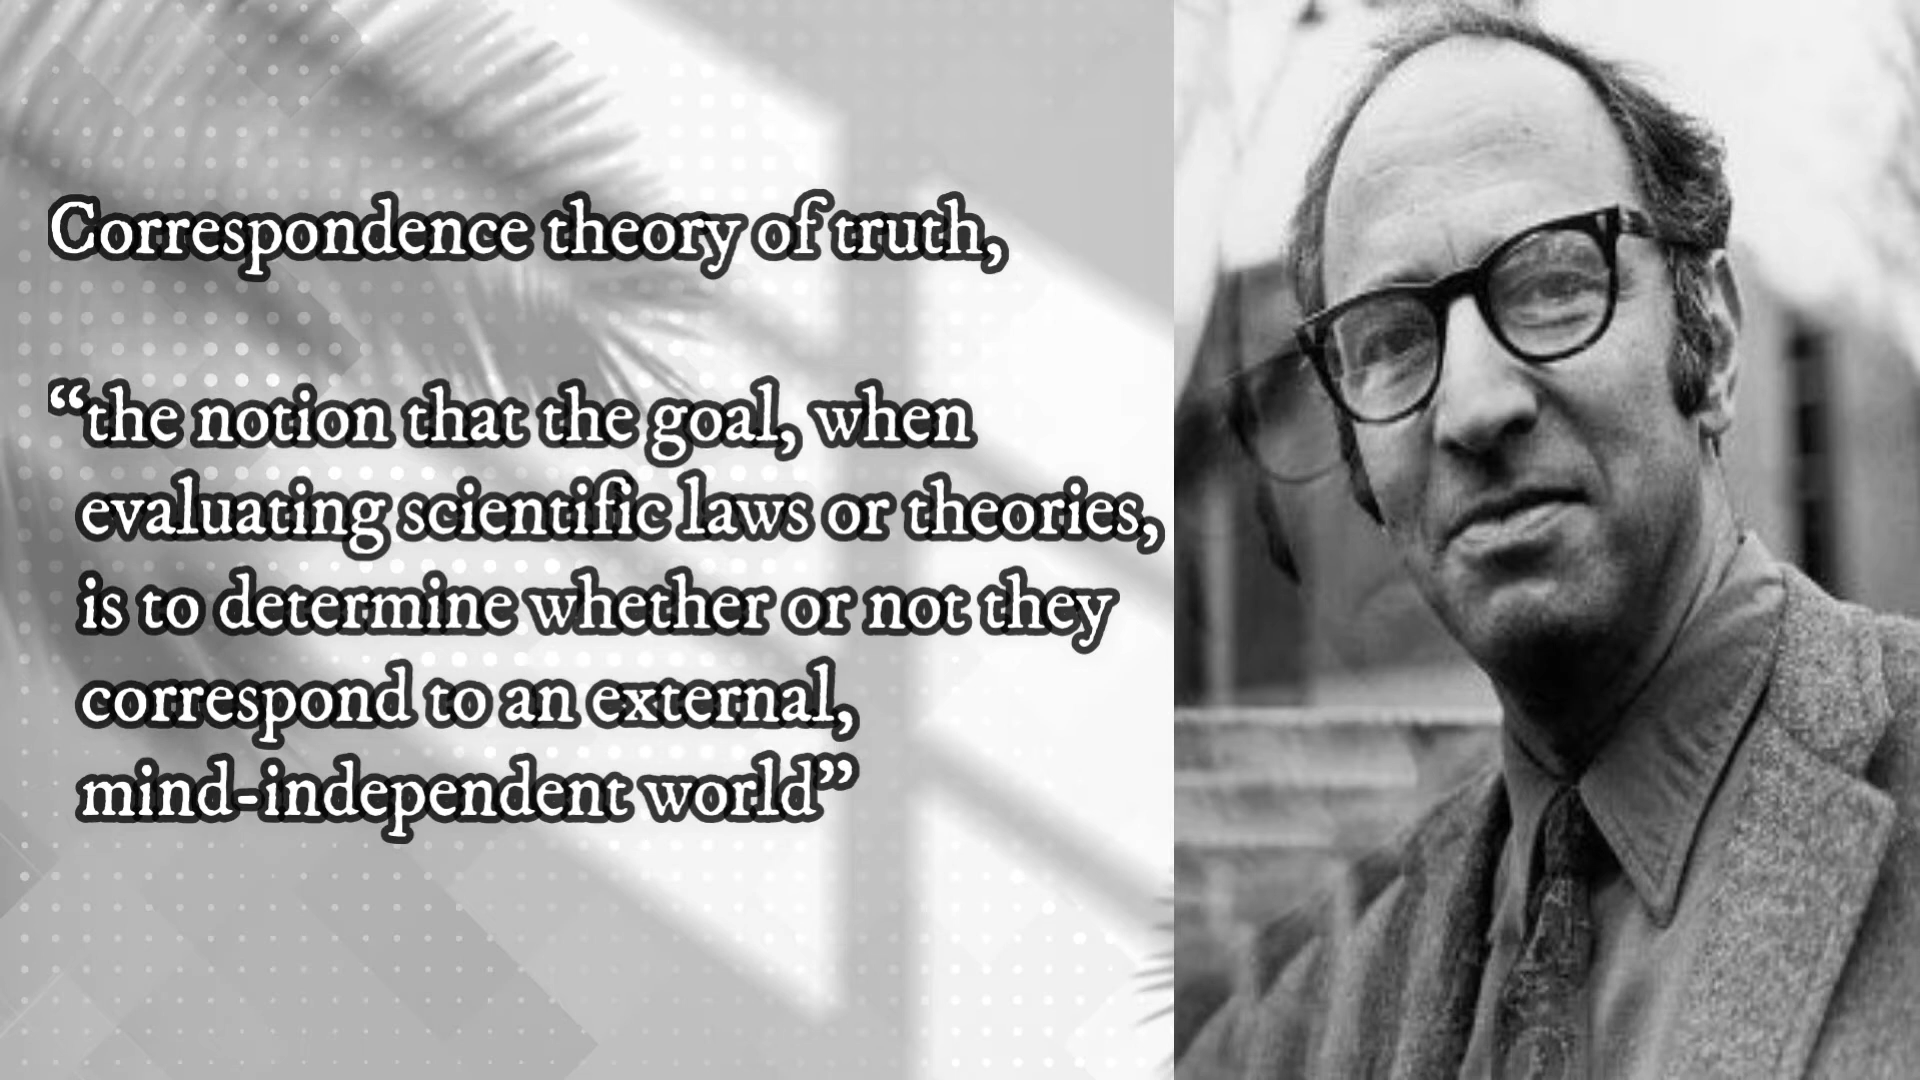 Correspondence theory of truth,
“the notion that the goal, when
evaluating scientific laws or theories,
is to determine whether or not they
correspond to an external,
mind-independent world”